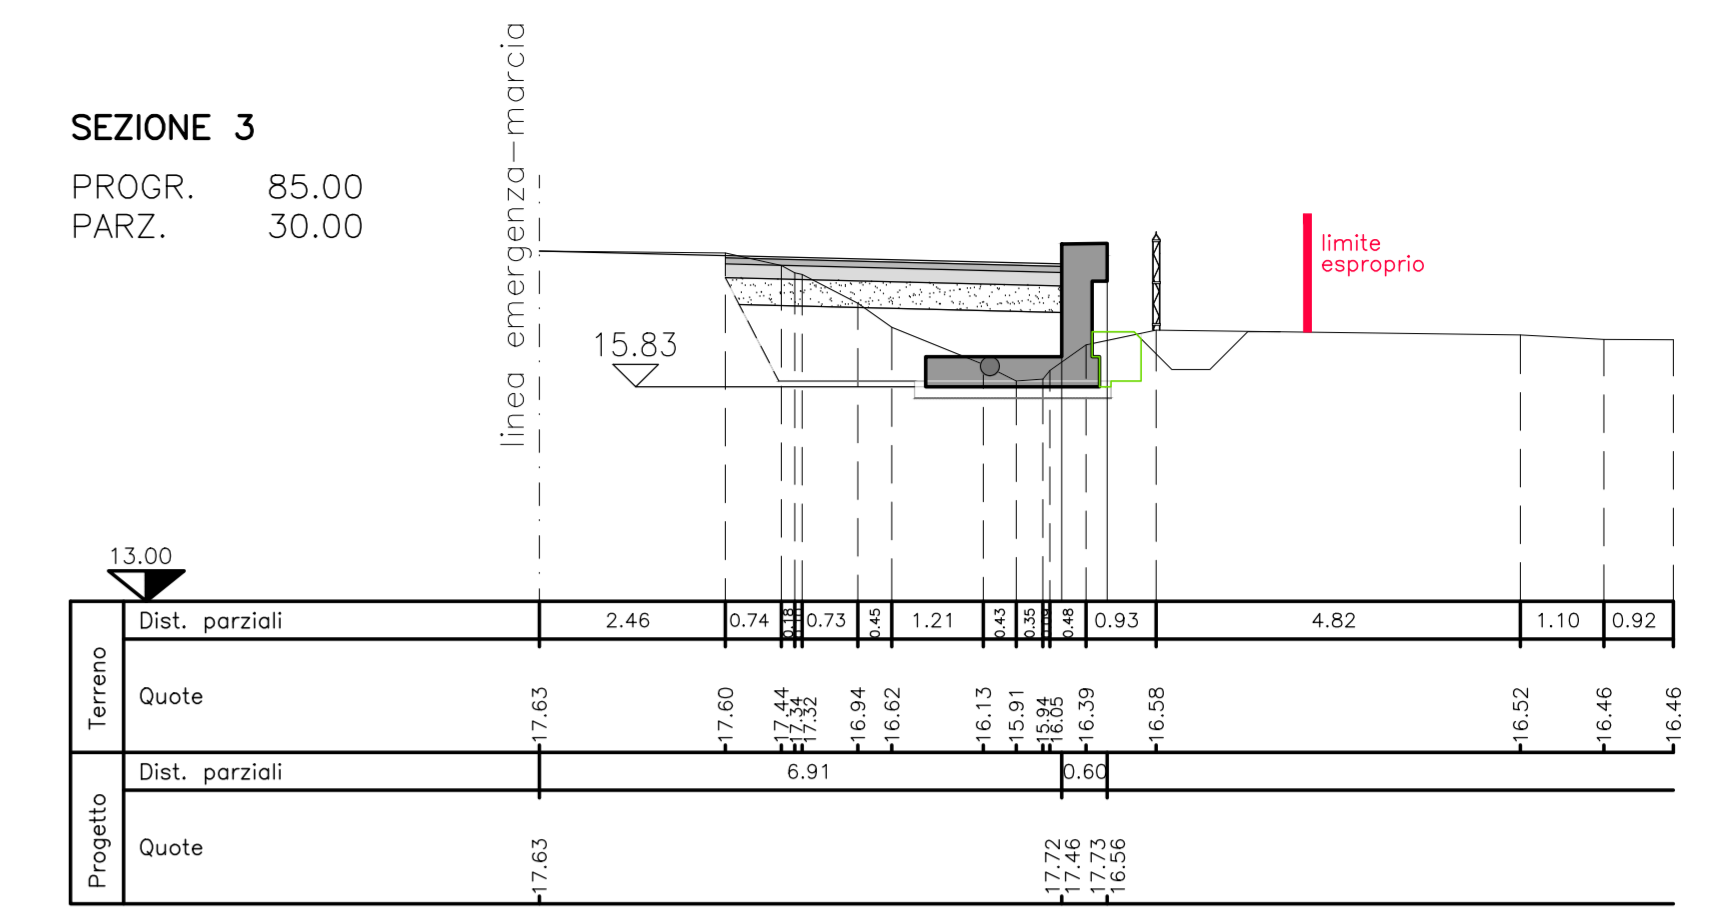 linea emergenza-marcia
SEZIONE 3
PROGR. 85.00
PARZ. 30.00
limite
esproprio
15.83
13.00
Terreno
Dist. parziali 2.46 0.74 0.18 0.73 0.45 1.21 0.43 0.35 0.09 0.48 0.93 4.82 1.10 0.92
Quote 17.63 17.60 17.44 17.34 17.32 16.94 16.62 16.13 15.91 15.94 16.05 16.39 16.58 16.52 16.46 16.46
Progetto
Dist. parziali 6.91 0.60
Quote 17.63 17.72 17.46 17.73 16.56